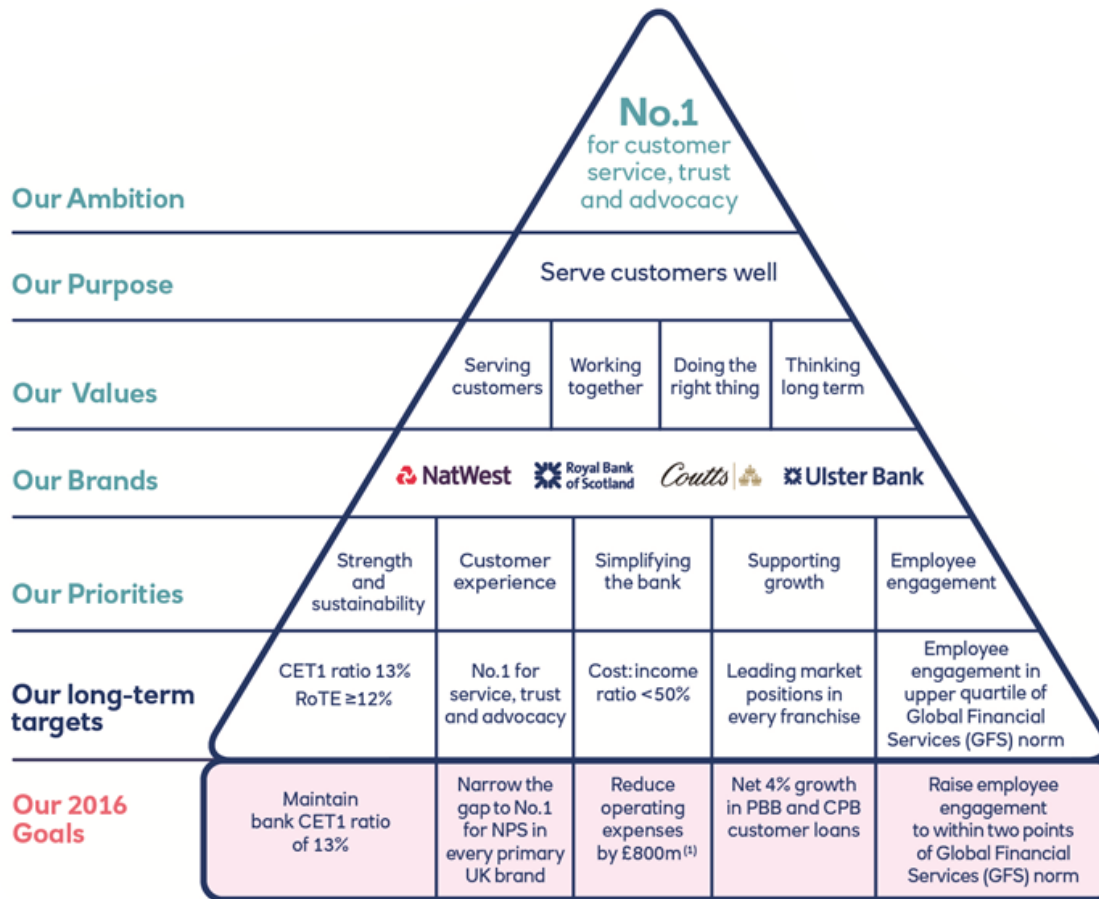 No.1
for customer
service, trust
and advocacy
Our Ambition
Our Purpose
Serve customers well
Our Values
Serving
customers
Working
together
Doing the
right thing
Thinking
long term
Our Brands
NatWest
Royal Bank
of Scotland
Coutts
Ulster Bank
Our Priorities
Strength
and
sustainability
Customer
experience
Simplifying
the bank
Supporting
growth
Employee
engagement
Our long-term
targets
CET1 ratio 13%
RoTE ≥12%
No.1 for
service, trust
and advocacy
Cost:income
ratio <50%
Leading market
positions in
every franchise
Employee
engagement in
upper quartile of
Global Financial
Services (GFS) norm
Our 2016
Goals
Maintain
bank CET1 ratio
of 13%
Narrow the
gap to No.1
for NPS in
every primary
UK brand
Reduce
operating
expenses
by £800m(1)
Net 4% growth
in PBB and CPB
customer loans
Raise employee
engagement
to within two points
of Global Financial
Services (GFS) norm